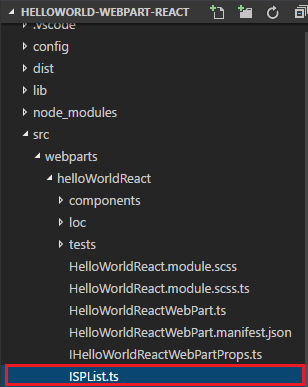 HELLOWORLD-WEBPART-REACT
.vscode
config
dist
lib
node_modules
src
webparts
helloWorldReact
components
loc
tests
HelloWorldReact.module.scss
HelloWorldReact.module.scss.ts
HelloWorldReactWebPart.ts
HelloWorldReactWebPart.manifest.json
IHelloWorldReactWebPartProps.ts
ISPList.ts